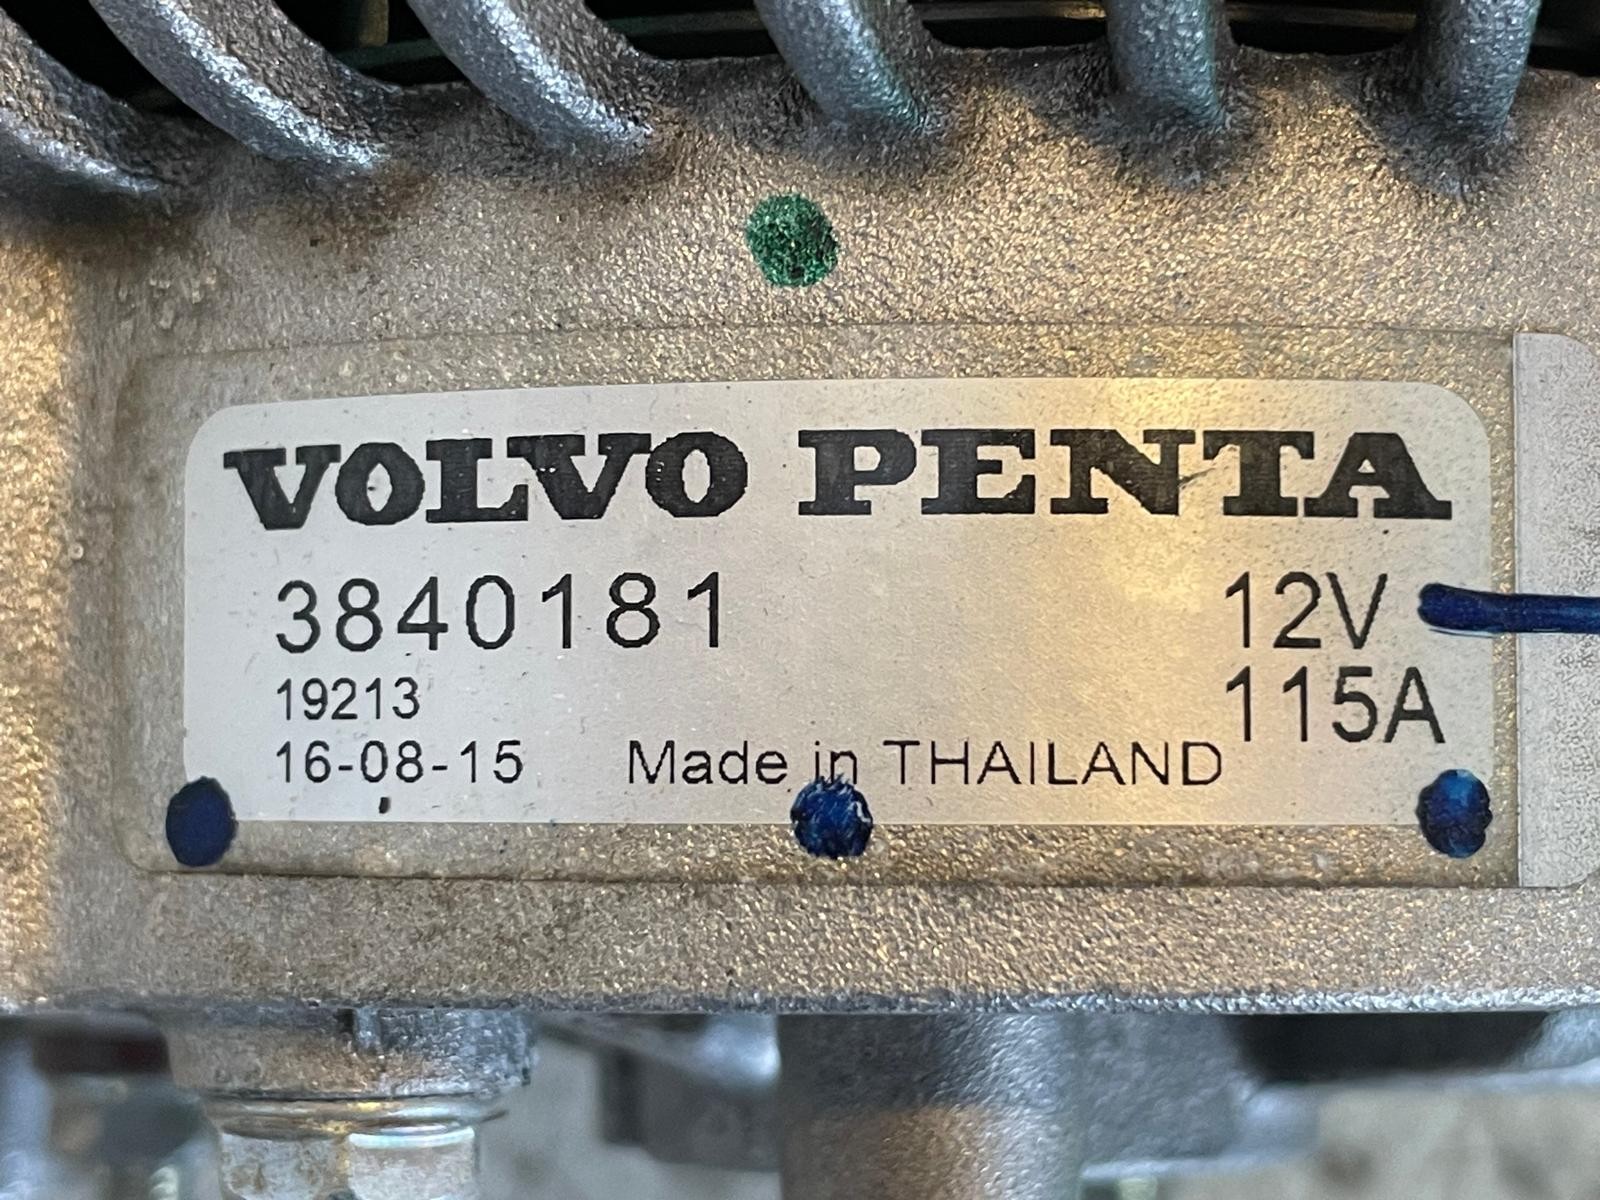 VOLVO PENTA
3840181 12V
19213 115A
16-08-15 Made in THAILAND